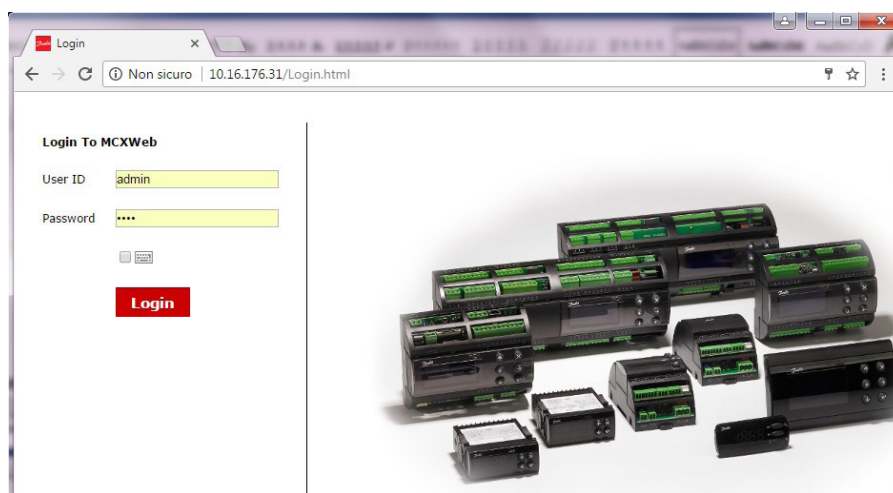 Login
Non sicuro 10.16.176.31/Login.html
Login To MCXWeb
User ID admin
Password ••••
Login